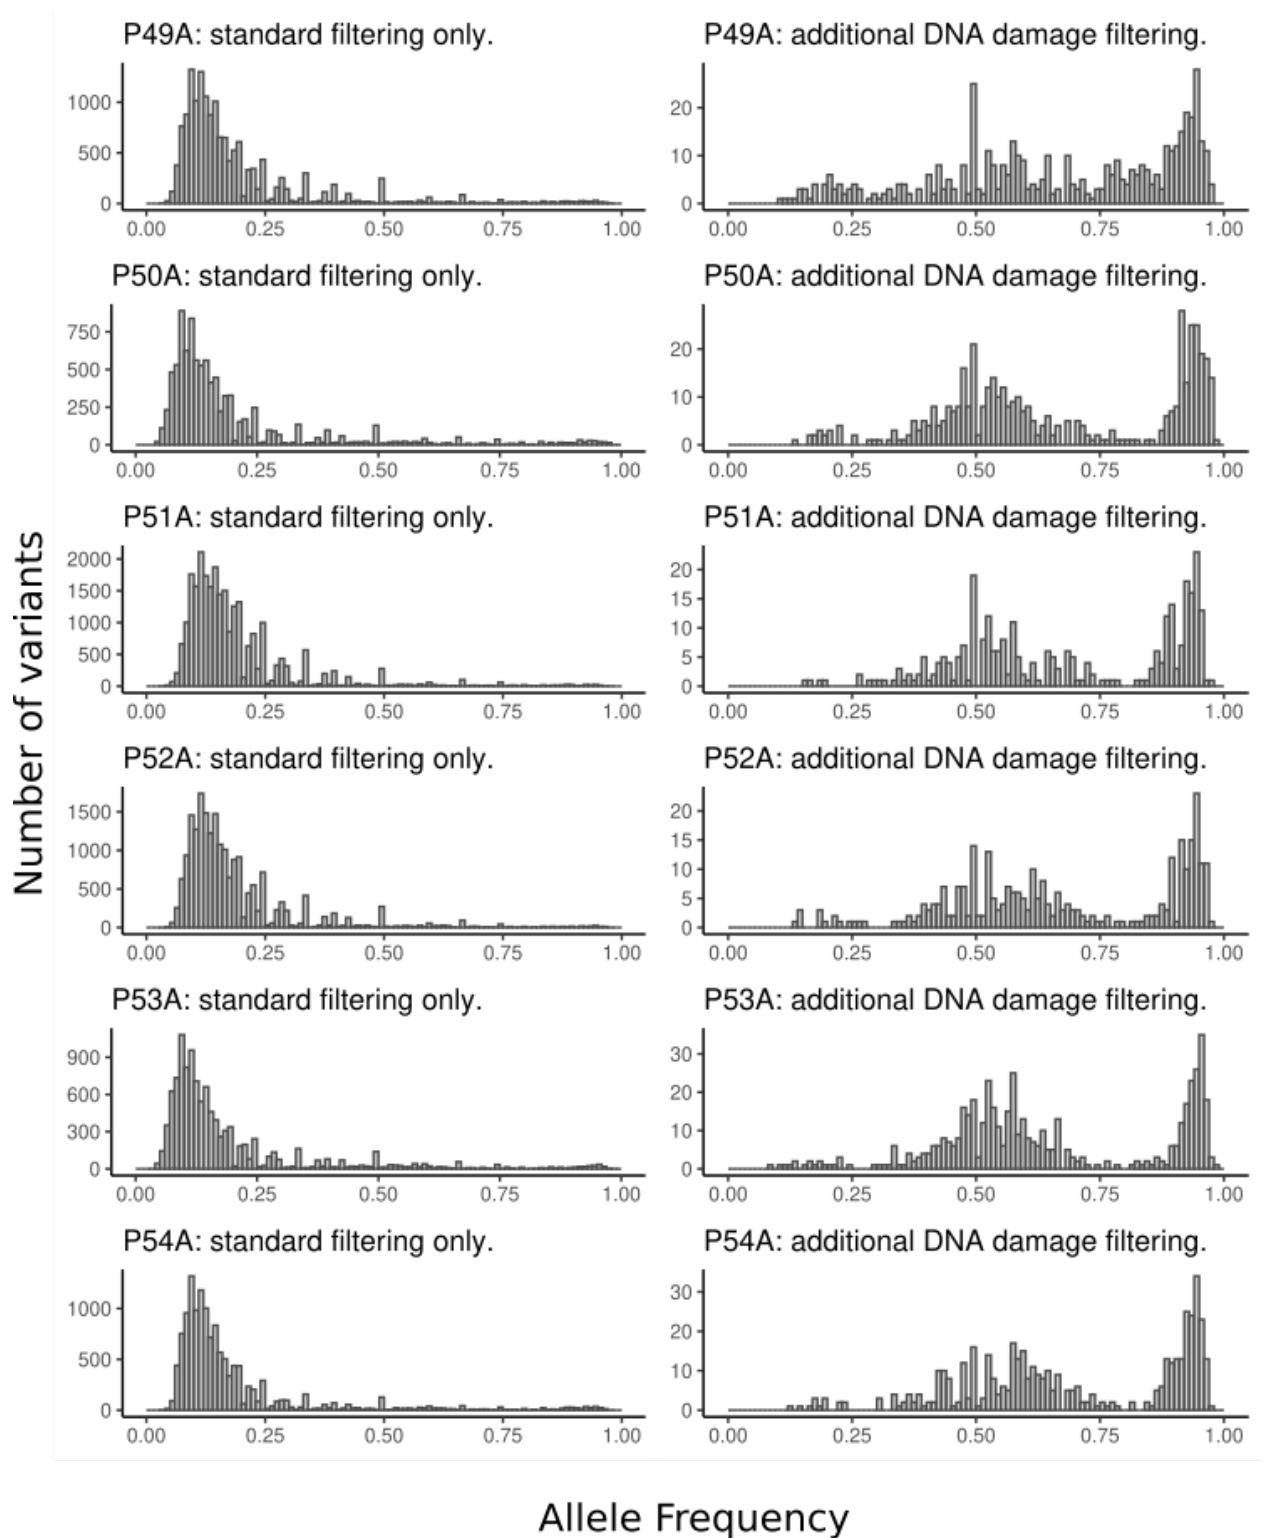 P49A: standard filtering only.
P49A: additional DNA damage filtering.
1000
500
0
0.00 0.25 0.50 0.75 1.00
20
10
0
0.00 0.25 0.50 0.75 1.00
P50A: standard filtering only.
P50A: additional DNA damage filtering.
750
500
250
0
0.00 0.25 0.50 0.75 1.00
20
10
0
0.00 0.25 0.50 0.75 1.00
P51A: standard filtering only.
P51A: additional DNA damage filtering.
2000
1500
1000
500
0
0.00 0.25 0.50 0.75 1.00
20
15
10
5
0
0.00 0.25 0.50 0.75 1.00
P52A: standard filtering only.
P52A: additional DNA damage filtering.
1500
1000
500
0
0.00 0.25 0.50 0.75 1.00
20
15
10
5
0
0.00 0.25 0.50 0.75 1.00
P53A: standard filtering only.
P53A: additional DNA damage filtering.
900
600
300
0
0.00 0.25 0.50 0.75 1.00
30
20
10
0
0.00 0.25 0.50 0.75 1.00
P54A: standard filtering only.
P54A: additional DNA damage filtering.
1000
500
0
0.00 0.25 0.50 0.75 1.00
30
20
10
0
0.00 0.25 0.50 0.75 1.00
Number of variants
Allele Frequency